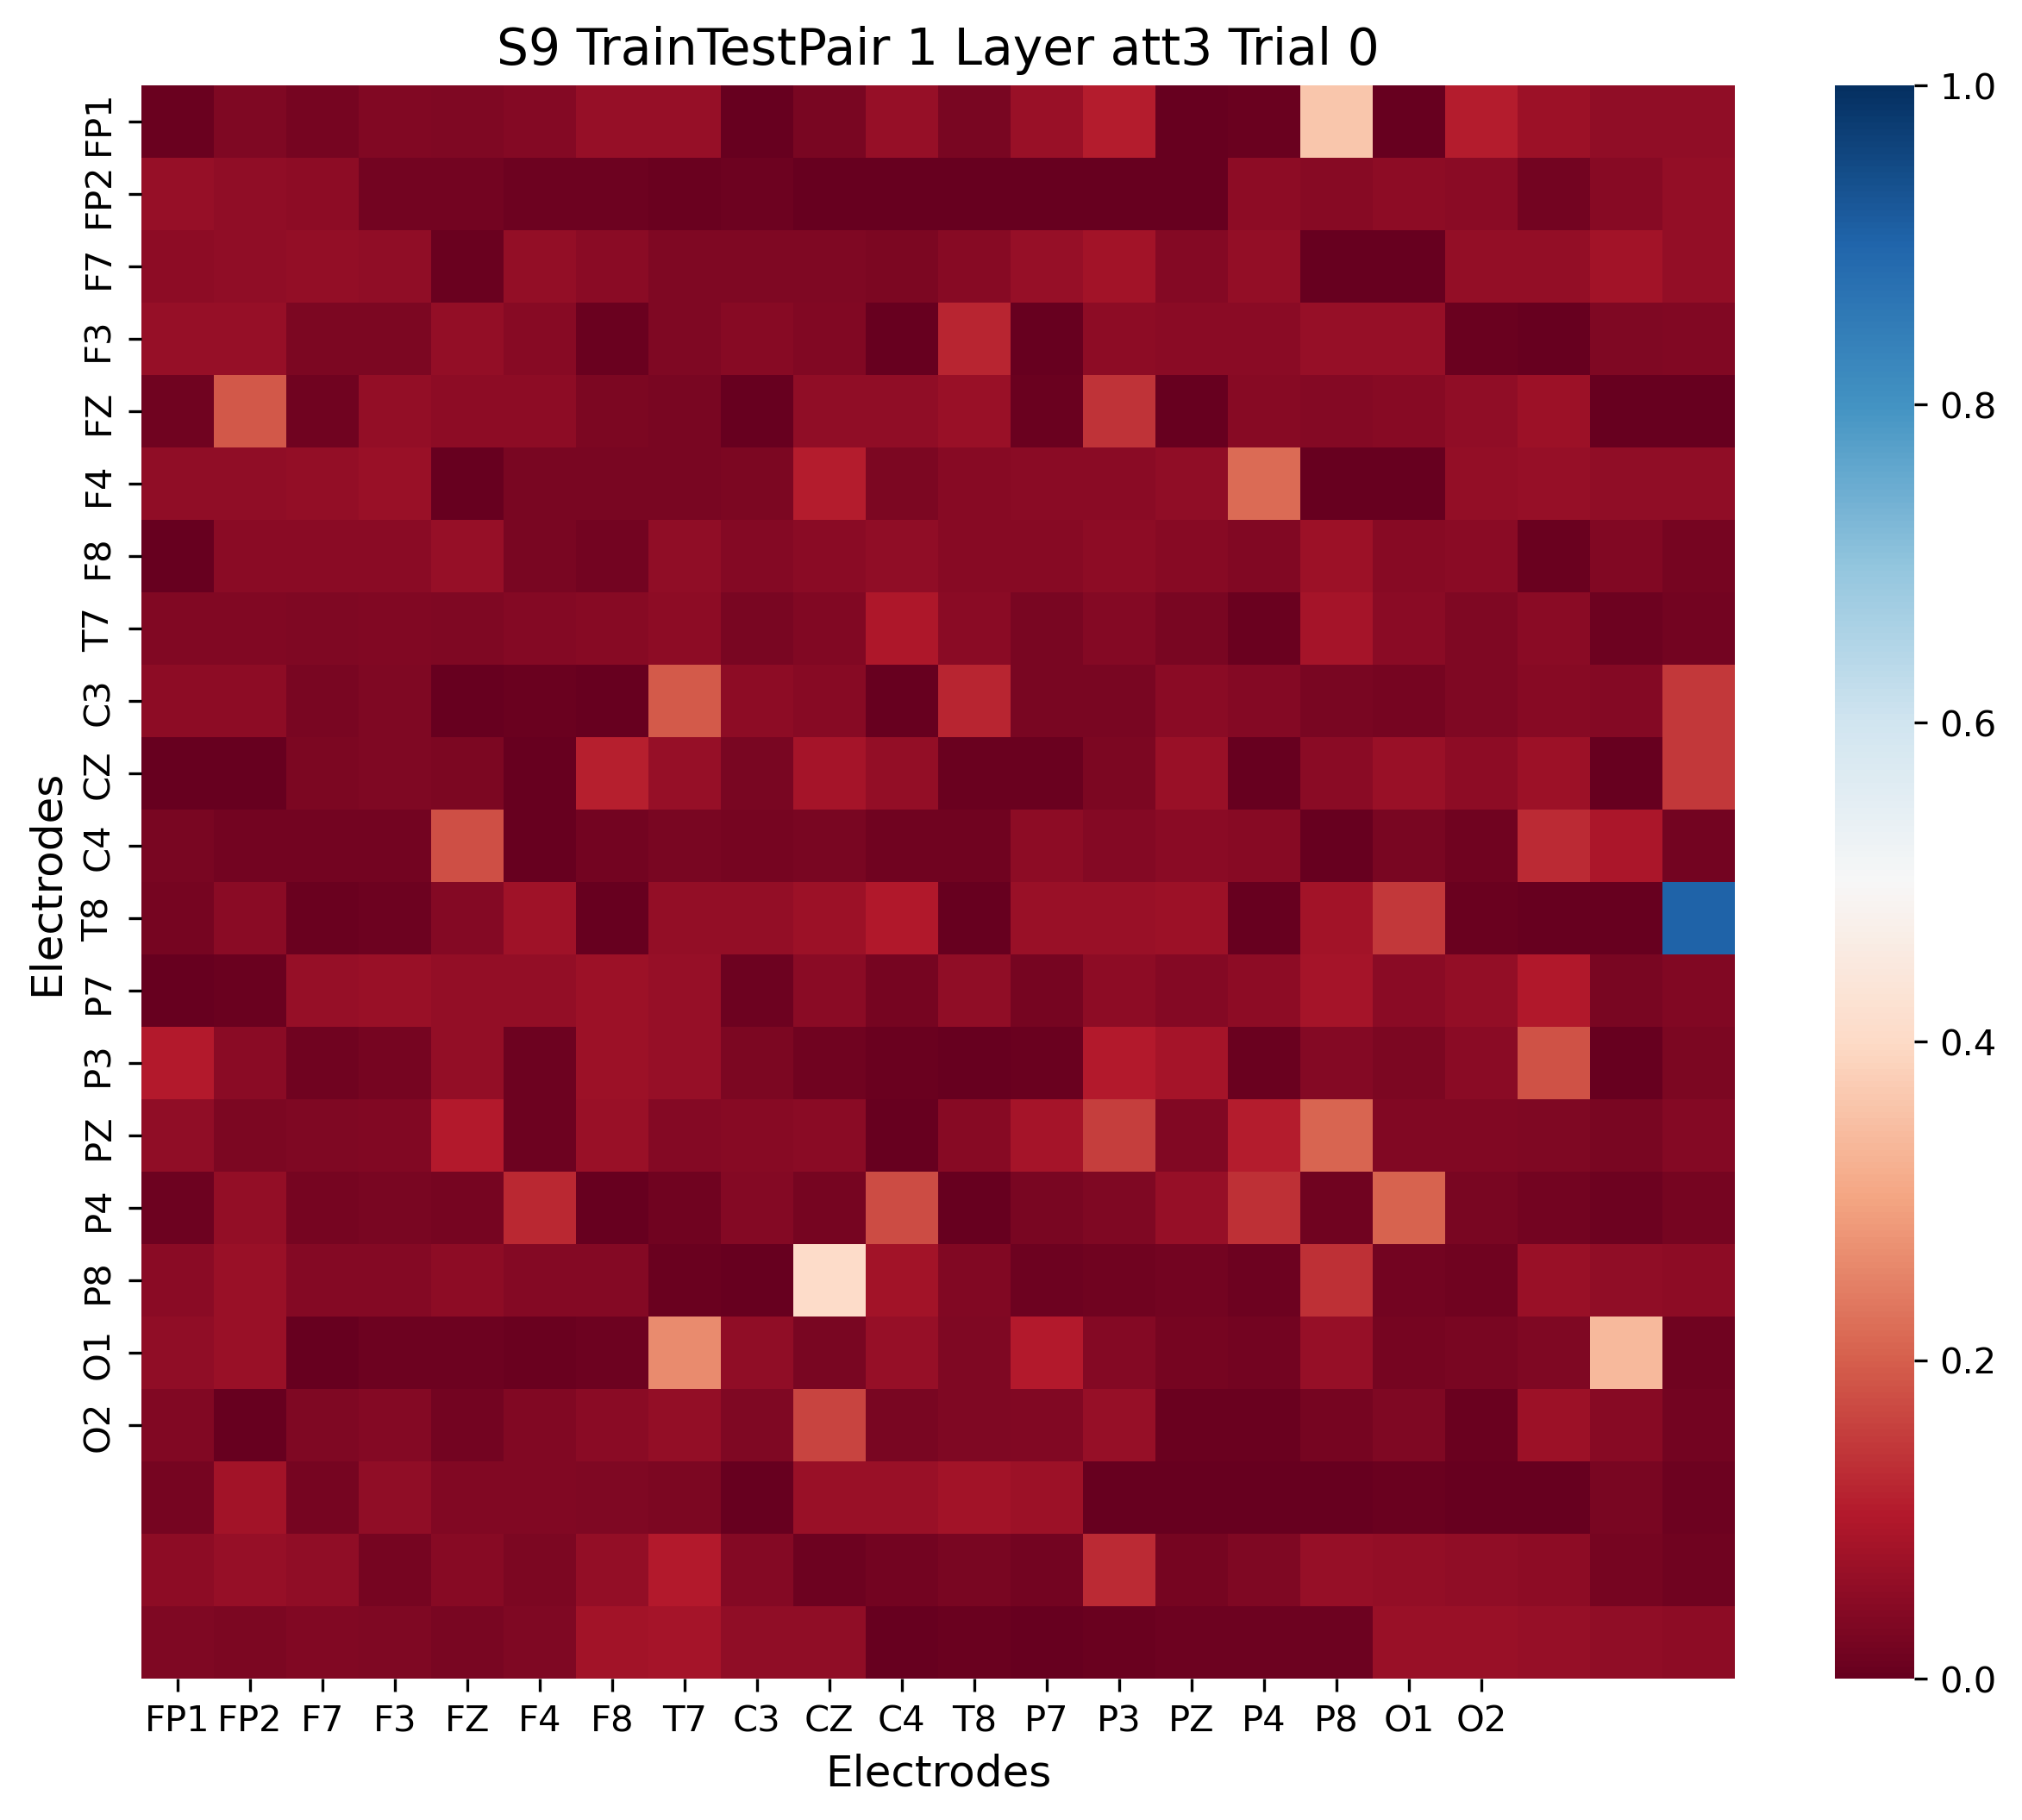 S9 TrainTestPair 1 Layer att3 Trial 0
Electrodes
FP1
FP2
F7
F3
FZ
F4
F8
T7
C3
CZ
C4
T8
P7
P3
PZ
P4
P8
O1
O2
FP1 FP2 F7 F3 FZ F4 F8 T7 C3 CZ C4 T8 P7 P3 PZ P4 P8 O1 O2
Electrodes
1.0
0.8
0.6
0.4
0.2
0.0